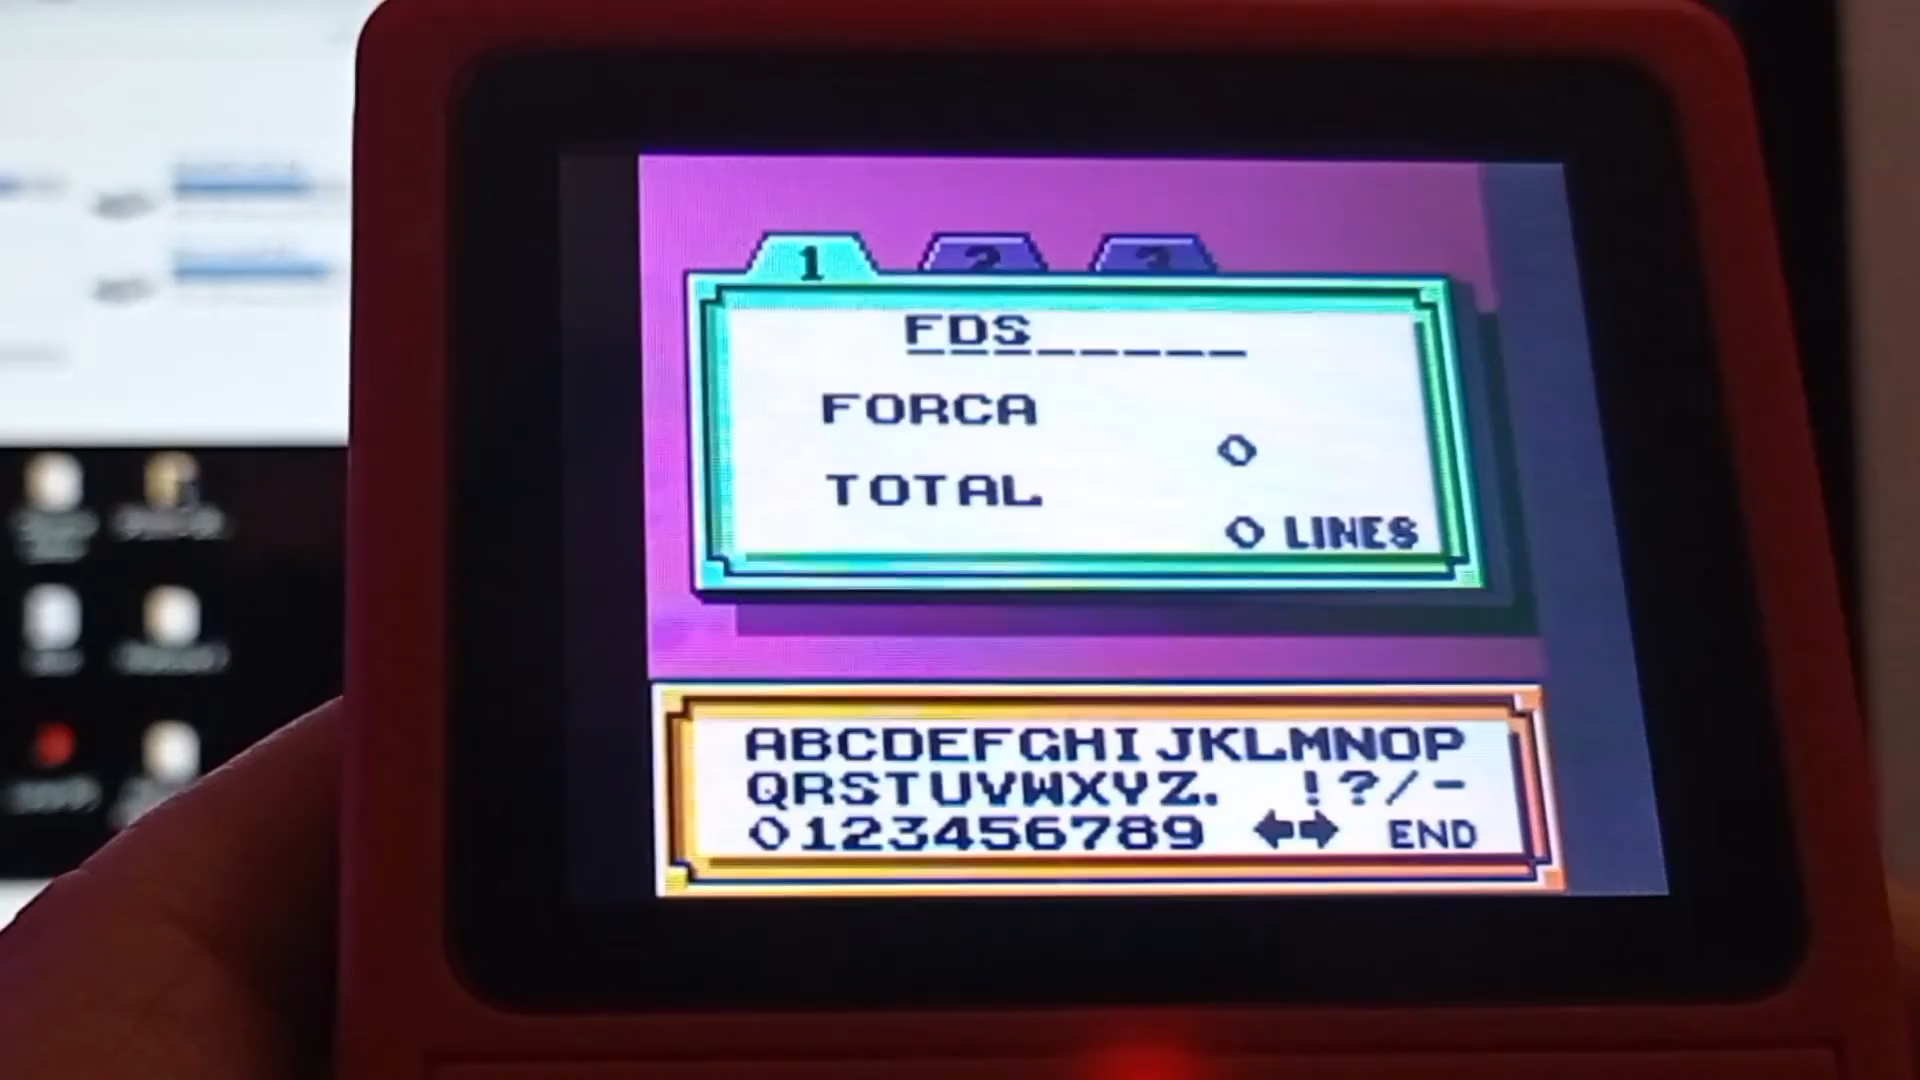 1 2 3
FDS
FORCA
0
TOTAL
0 LINES
ABCDEFGHIJKLMNOP
QRSTUVWXYZ. !?/-
0123456789 END